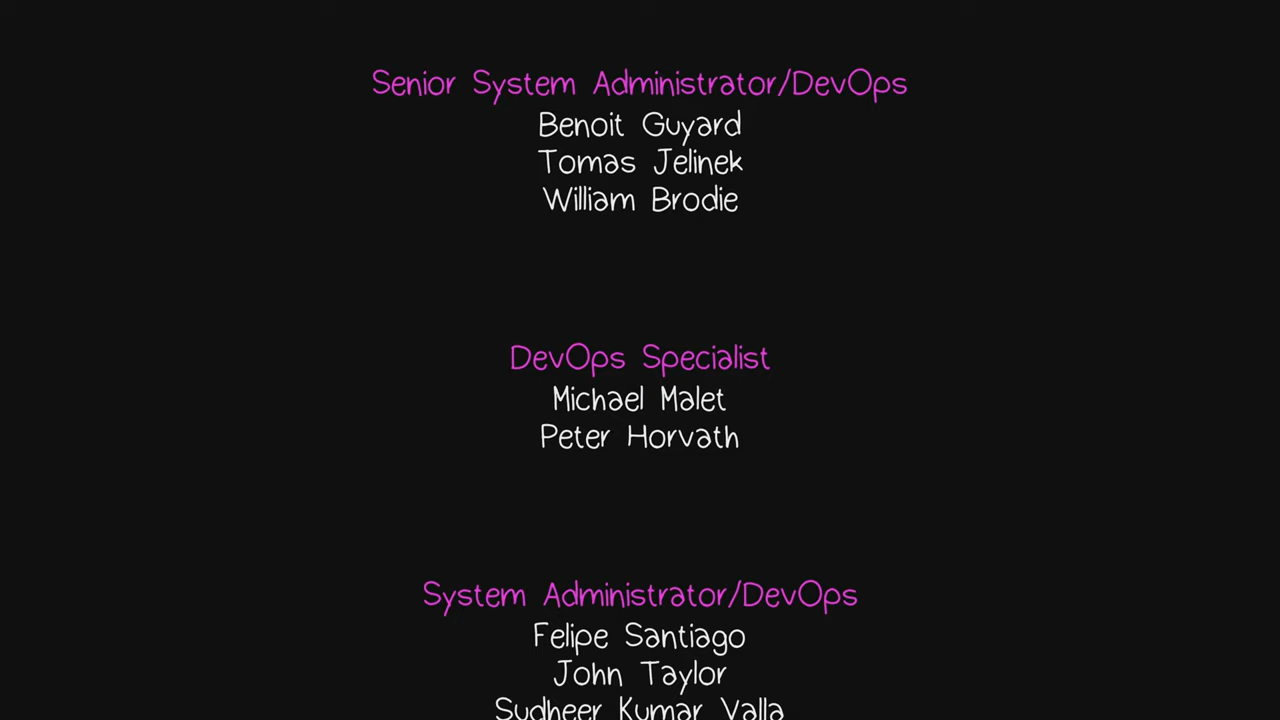 Senior System Administrator/DevOps
Benoit Guyard
Tomas Jelinek
William Brodie
DevOps Specialist
Michael Malet
Peter Horvath
System Administrator/DevOps
Felipe Santiago
John Taylor
Sudheer Kumar Valla